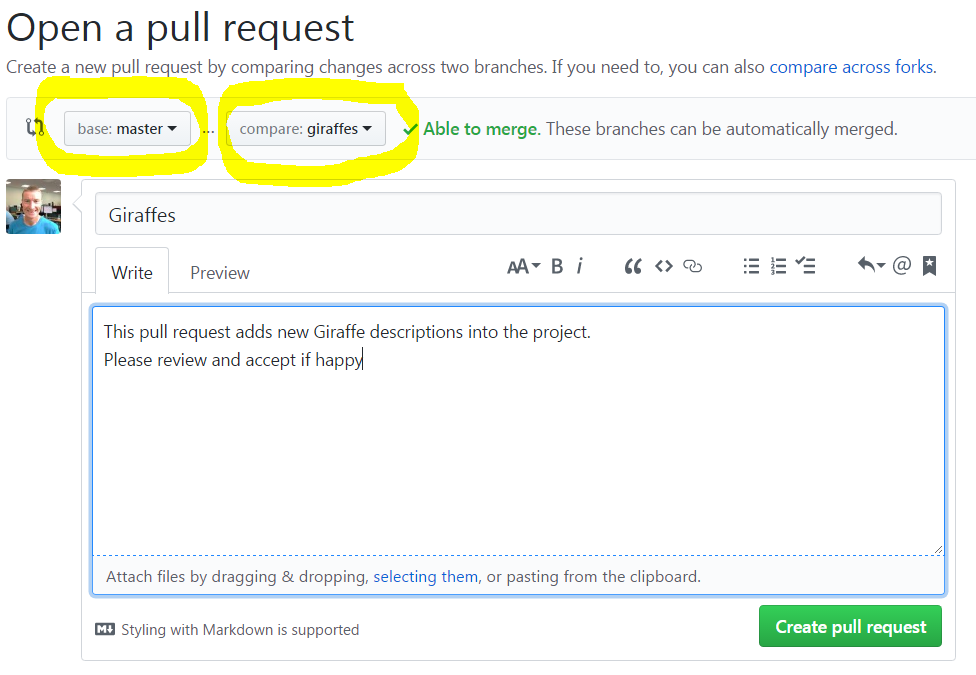 Open a pull request
Create a new pull request by comparing changes across two branches. If you need to, you can also compare across forks.
base: master ... compare: giraffes ✓ Able to merge. These branches can be automatically merged.
Giraffes
Write Preview AA B i “ <> @
This pull request adds new Giraffe descriptions into the project.
Please review and accept if happy
Attach files by dragging & dropping, selecting them, or pasting from the clipboard.
M↓ Styling with Markdown is supported Create pull request